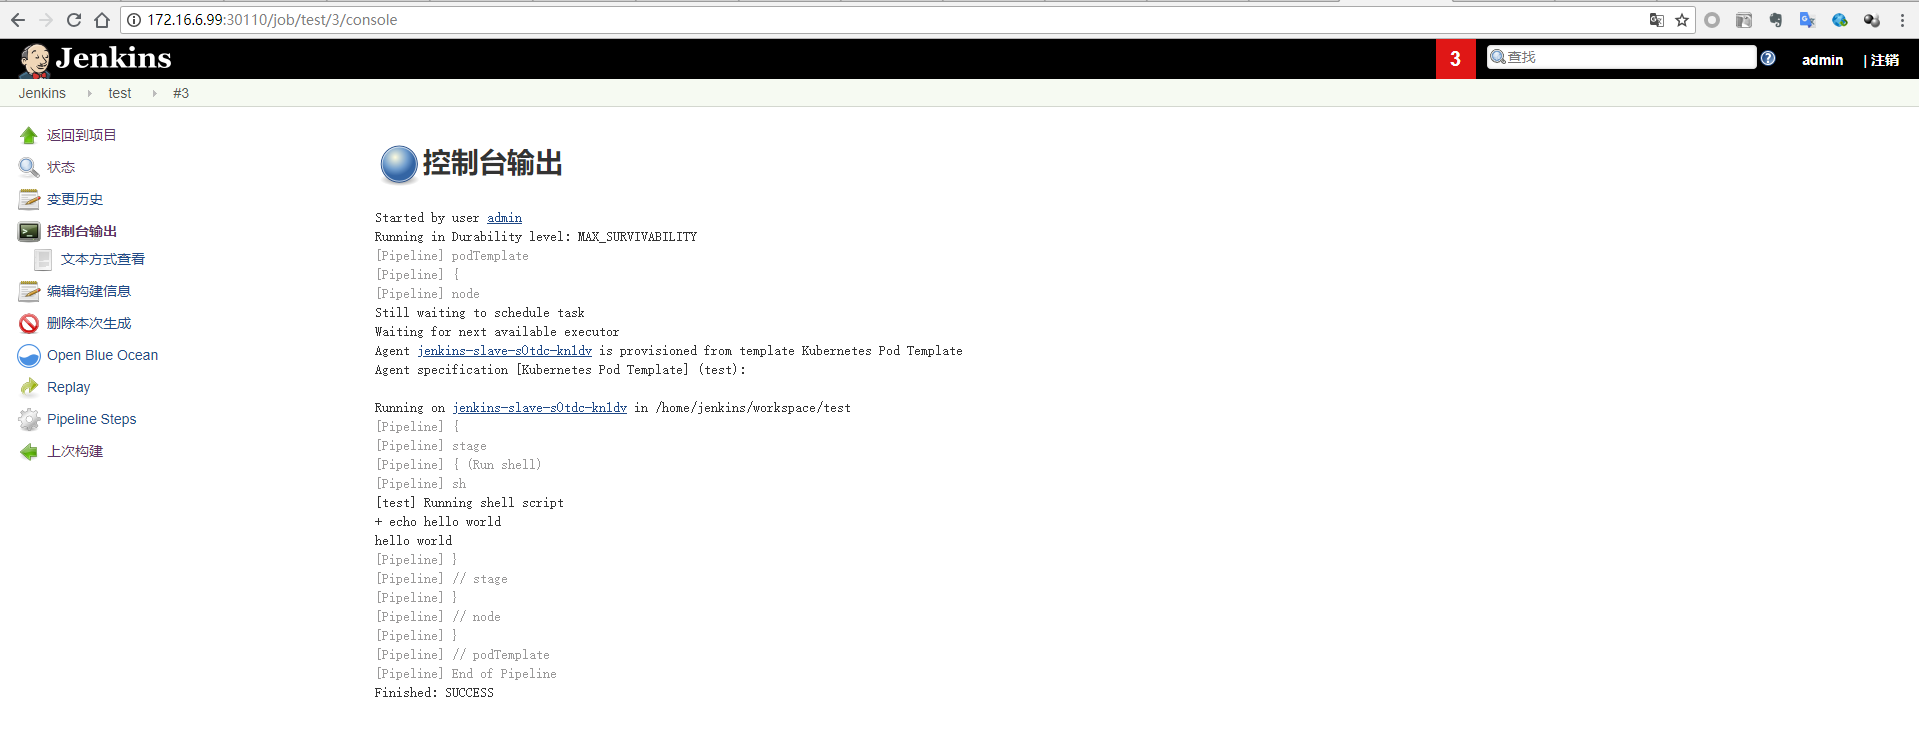 172.16.6.99:30110/job/test/3/console
Jenkins
3
查找
admin
| 注销
Jenkins
test
#3
返回到项目
状态
变更历史
控制台输出
文本方式查看
编辑构建信息
删除本次生成
Open Blue Ocean
Replay
Pipeline Steps
上次构建
控制台输出
Started by user admin
Running in Durability level: MAX_SURVIVABILITY
[Pipeline] podTemplate
[Pipeline] {
[Pipeline] node
Still waiting to schedule task
Waiting for next available executor
Agent jenkins-slave-s0tdc-kn1dv is provisioned from template Kubernetes Pod Template
Agent specification [Kubernetes Pod Template] (test):
Running on jenkins-slave-s0tdc-kn1dv in /home/jenkins/workspace/test
[Pipeline] {
[Pipeline] stage
[Pipeline] { (Run shell)
[Pipeline] sh
[test] Running shell script
+ echo hello world
hello world
[Pipeline] }
[Pipeline] // stage
[Pipeline] }
[Pipeline] // node
[Pipeline] }
[Pipeline] // podTemplate
[Pipeline] End of Pipeline
Finished: SUCCESS